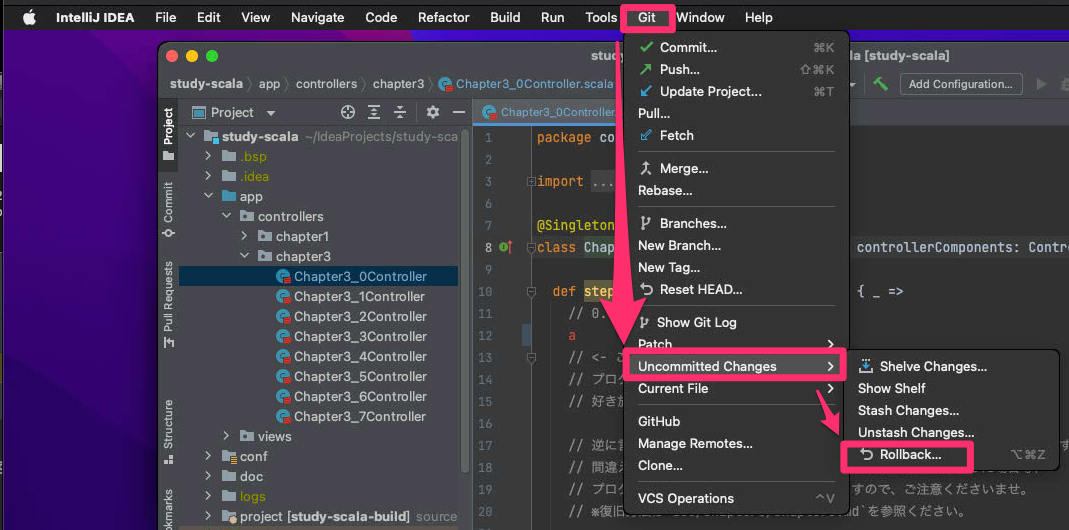 IntelliJ IDEA File Edit View Navigate Code Refactor Build Run Tools Git Window Help
study-scala app controllers chapter3 Chapter3_0Controller.scala
[study-scala]
Add Configuration...
Project
Chapter3_0Controller
study-scala ~/IdeaProjects/study-sca
.bsp
.idea
app
controllers
chapter1
chapter3
Chapter3_0Controller
Chapter3_1Controller
Chapter3_2Controller
Chapter3_3Controller
Chapter3_4Controller
Chapter3_5Controller
Chapter3_6Controller
Chapter3_7Controller
views
conf
doc
logs
project [study-scala-build] source
Project
Commit
Pull Requests
Structure
1 package co
2
3 import ...
6
7 @Singleton
8 class Chap controllerComponents: Contr
9
10 def step { _ =>
11 // 0.
12 a
13 // <-
14 // プログ
15 // 好き
16
17 // 逆に
18 // 間違え
19 // プログ すので、ご注意くださいませ。
20 を参照ください。
Commit... ⌘K
Push... ⇧⌘K
Update Project... ⌘T
Pull...
Fetch
Merge...
Rebase...
Branches...
New Branch...
New Tag...
Reset HEAD...
Show Git Log
Patch
Uncommitted Changes
Current File
GitHub
Manage Remotes...
Clone...
VCS Operations ^V
Shelve Changes...
Show Shelf
Stash Changes...
Unstash Changes...
Rollback... ⌥⌘Z